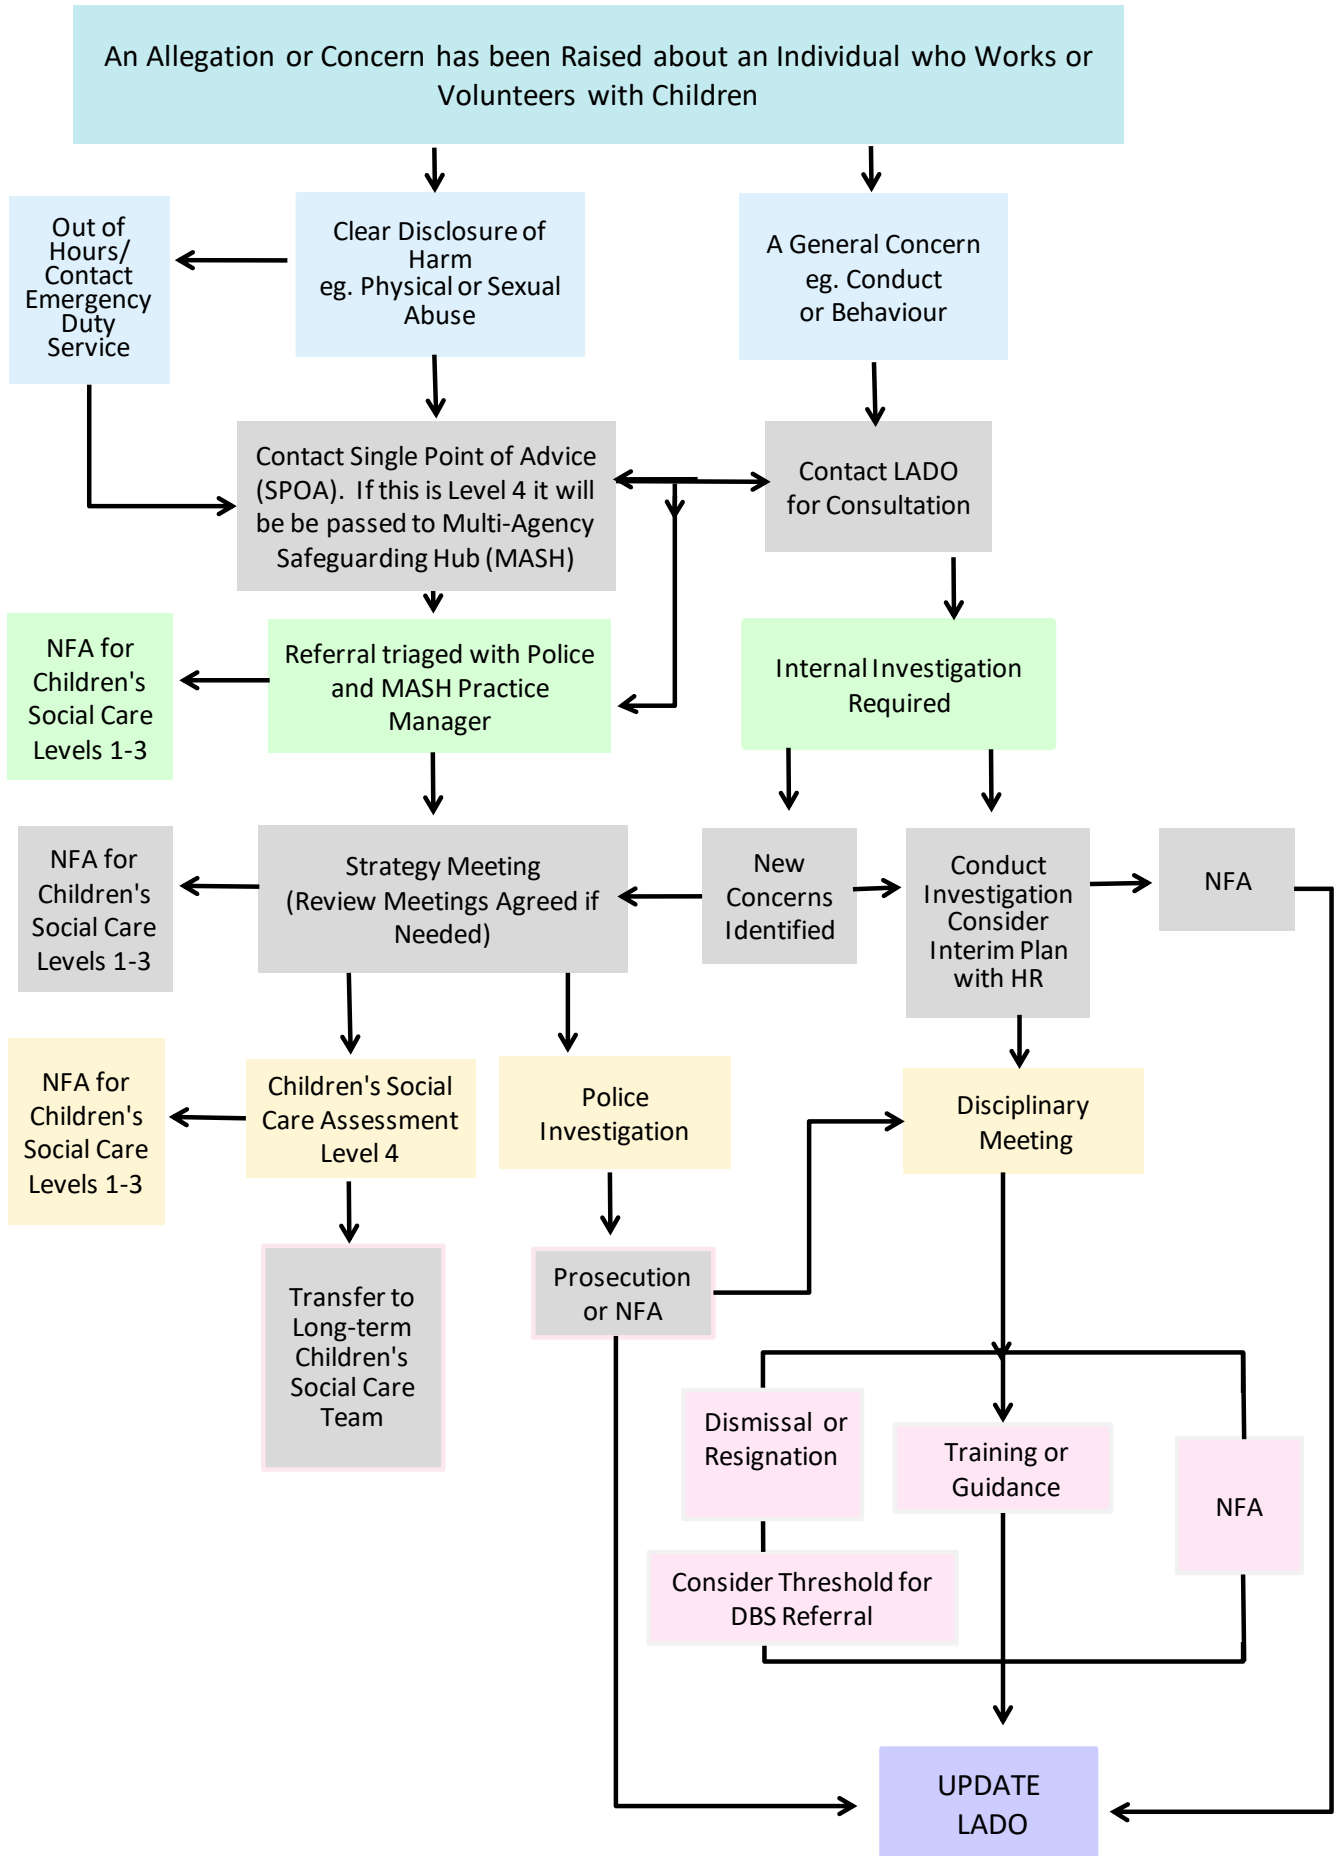 An Allegation or Concern has been Raised about an Individual who Works or
Volunteers with Children
Out of
Hours/
Contact
Emergency
Duty
Service
Clear Disclosure of
Harm
eg. Physical or Sexual
Abuse
A General Concern
eg. Conduct
or Behaviour
Contact Single Point of Advice
(SPOA). If this is Level 4 it will
be be passed to Multi-Agency
Safeguarding Hub (MASH)
Contact LADO
for Consultation
NFA for
Children's
Social Care
Levels 1-3
Referral triaged with Police
and MASH Practice
Manager
Internal Investigation
Required
NFA for
Children's
Social Care
Levels 1-3
Strategy Meeting
(Review Meetings Agreed if
Needed)
New
Concerns
Identified
Conduct
Investigation
Consider
Interim Plan
with HR
NFA
NFA for
Children's
Social Care
Levels 1-3
Children's Social
Care Assessment
Level 4
Police
Investigation
Disciplinary
Meeting
Transfer to
Long-term
Children's
Social Care
Team
Prosecution
or NFA
Dismissal or
Resignation
Training or
Guidance
NFA
Consider Threshold for
DBS Referral
UPDATE
LADO